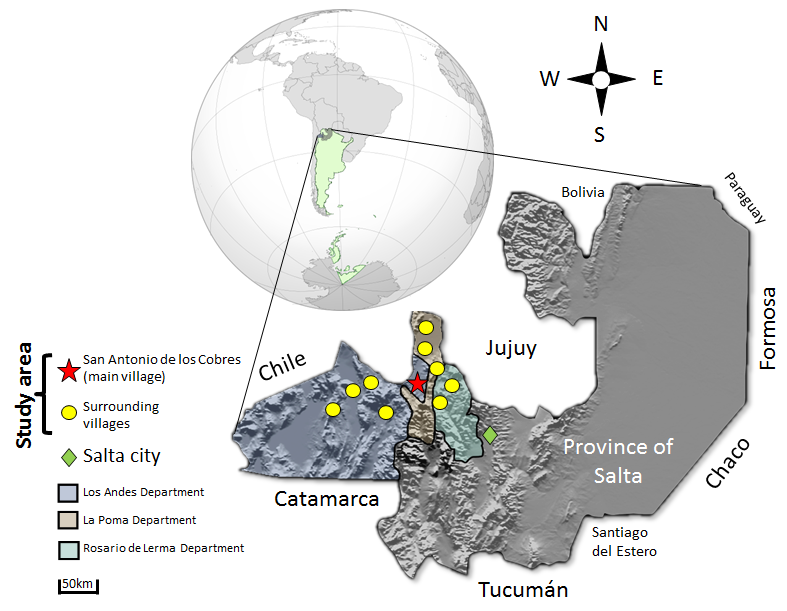 N
W
E
S
Bolivia
Paraguay
Formosa
Jujuy
Chile
Study area
San Antonio de los Cobres
(main village)
Surrounding
villages
Salta city
Province of
Salta
Chaco
Los Andes Department
Catamarca
La Poma Department
Rosario de Lerma Department
Santiago
del Estero
50km
Tucumán